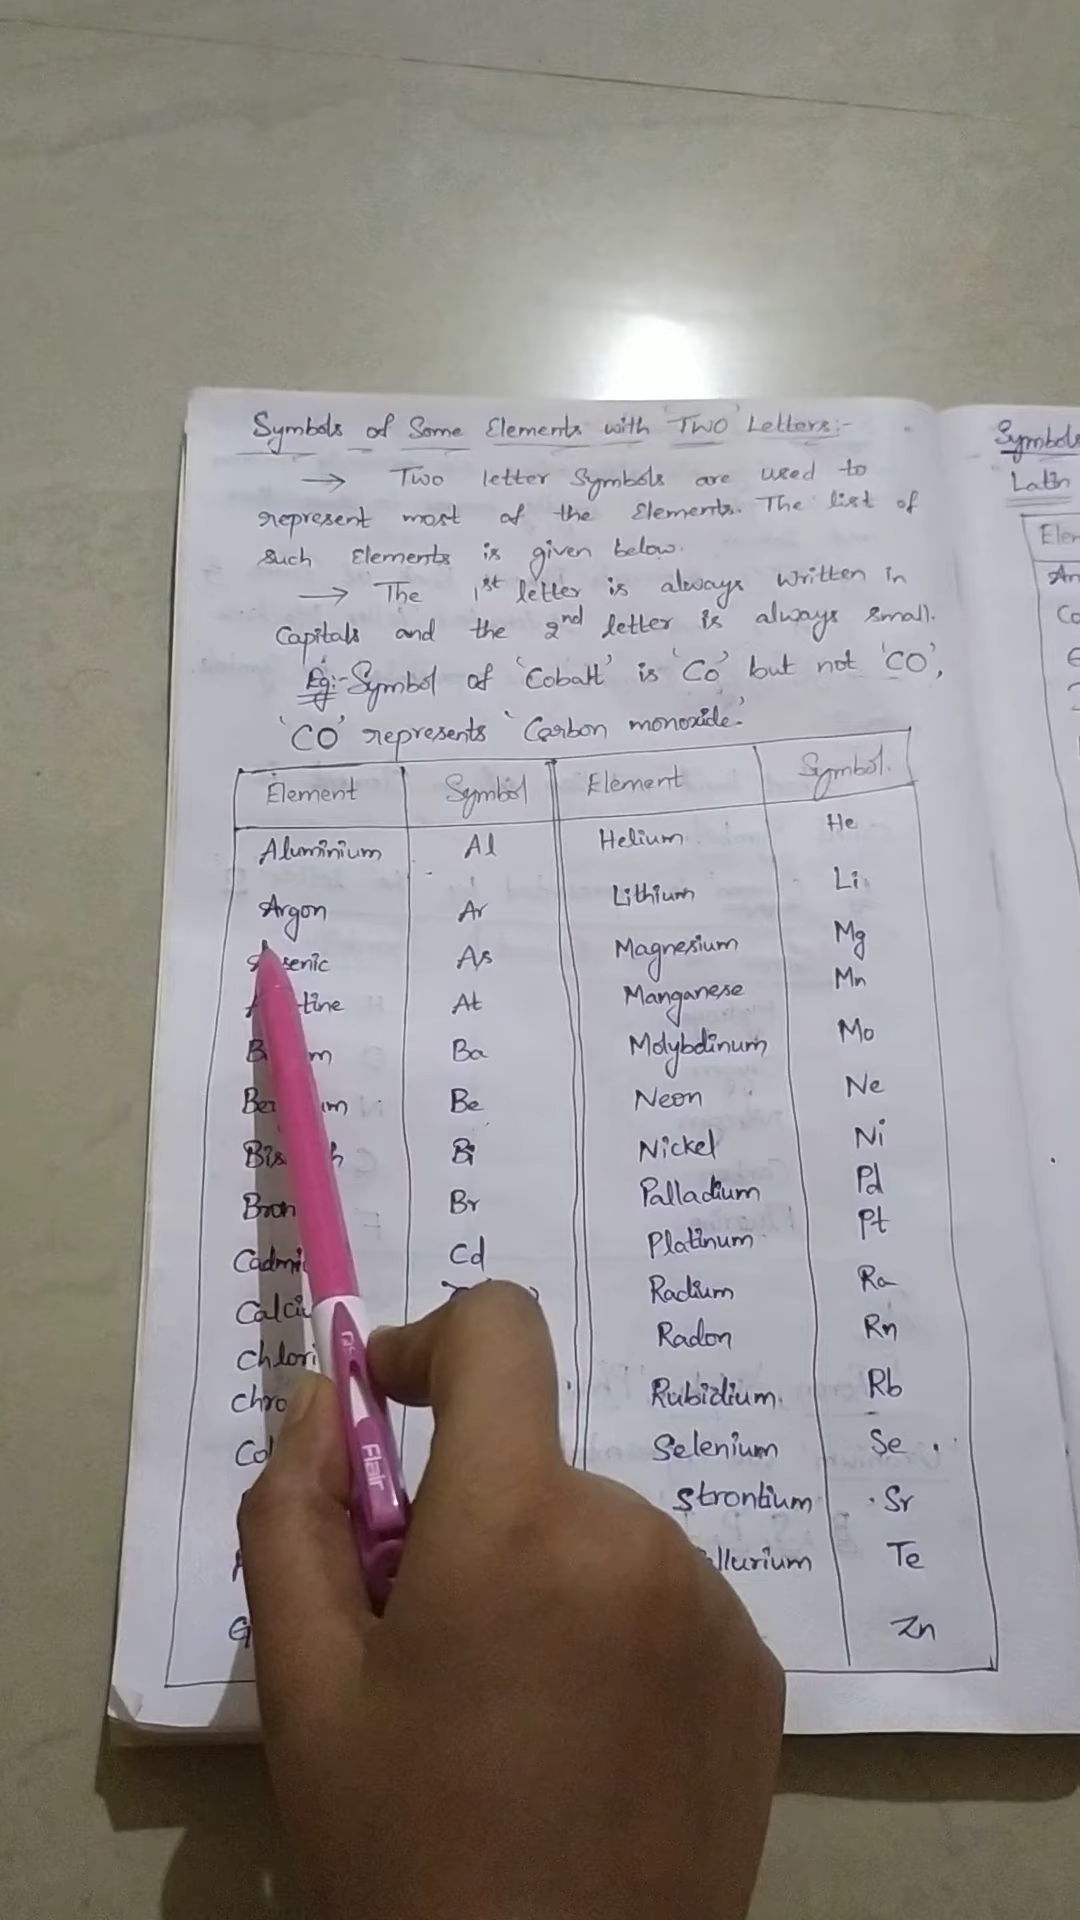 Symbols of Some Elements with 'TWO' Letters:-
→ Two letter Symbols are used to
represent most of the Elements. The list of
such Elements is given below.
→ The 1st letter is always written in
Capitals and the 2nd letter is always small.
Eg:- Symbol of 'Cobalt' is 'Co' but not 'CO',
'CO' represents 'Carbon monoxide.'
Element Symbol Element Symbol.
Aluminium Al Helium He
Argon Ar Lithium Li
As Magnesium Mg
At Manganese Mn
Ba Molybdinum Mo
Be Neon Ne
Bi Nickel Ni
Br Palladium Pd
Cd Platinum Pt
Radium Ra
Radon Rn
Rubidium Rb
Selenium Se
Strontium Sr
Te
Zn
Flair
Symbols
Latin